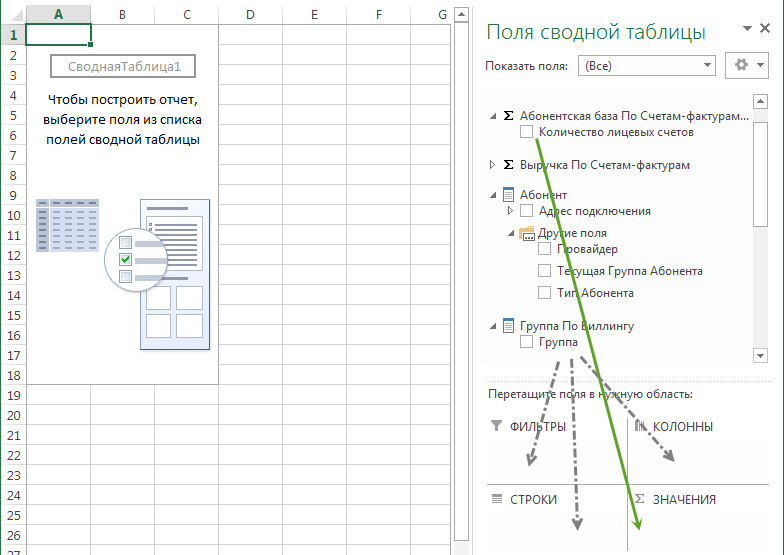 A B C D E F G
1
2
3
4
5
6
7
8
9
10
11
12
13
14
15
16
17
18
19
20
21
22
23
24
25
26
27
СводнаяТаблица1
Чтобы построить отчет,
выберите поля из списка
полей сводной таблицы
Поля сводной таблицы
Показать поля: (Все)
Σ Абонентская база По Счетам-фактурам...
Количество лицевых счетов
Σ Выручка По Счетам-фактурам
Абонент
Адрес подключения
Другие поля
Провайдер
Текущая Группа Абонента
Тип Абонента
Группа По Биллингу
Группа
Перетащите поля в нужную область:
ФИЛЬТРЫ
КОЛОННЫ
СТРОКИ
Σ ЗНАЧЕНИЯ